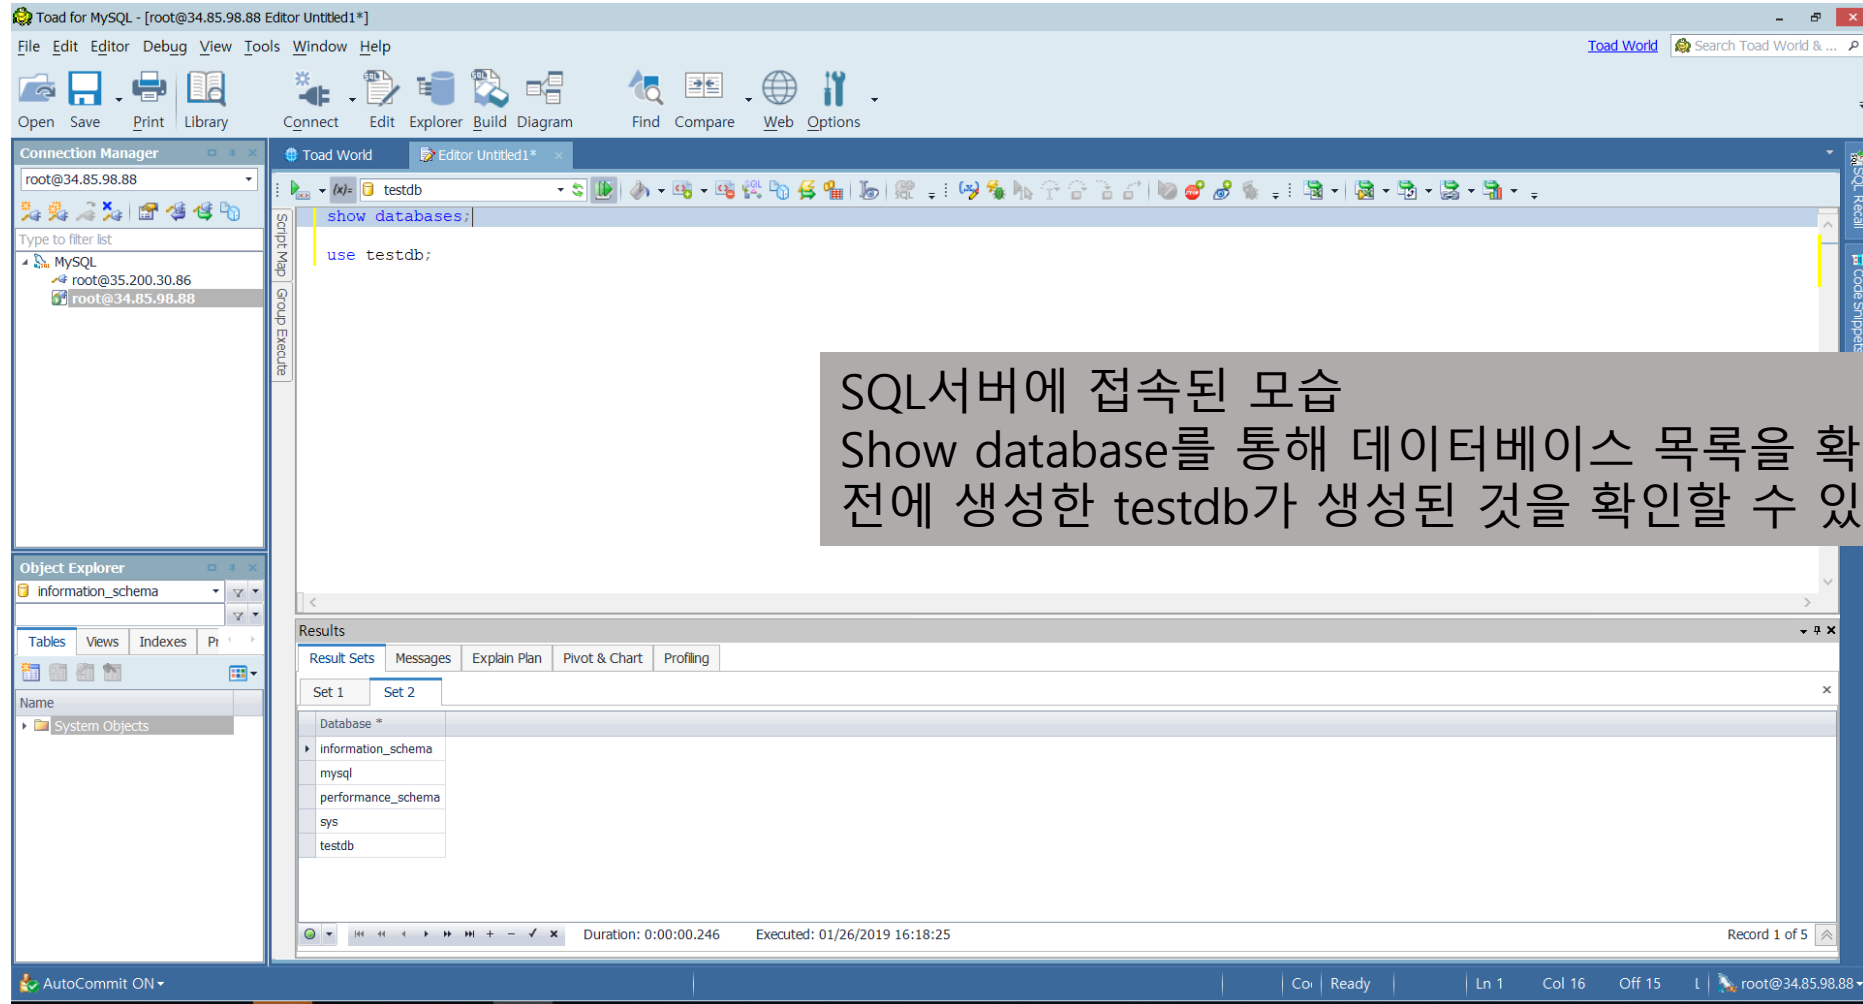 Toad for MySQL - [root@34.85.98.88 Editor Untitled1*]
File Edit Editor Debug View Tools Window Help
Toad World Search Toad World & ...
Open Save Print Library Connect Edit Explorer Build Diagram Find Compare Web Options
Connection Manager
Toad World Editor Untitled1*
root@34.85.98.88
(x)= testdb
Type to filter list
MySQL
root@35.200.30.86
root@34.85.98.88
Script Map
Group Execute
show databases;
use testdb;
SQL Recall
Code Snippets
SQL서버에 접속된 모습
Show database를 통해 데이터베이스 목록을 확
전에 생성한 testdb가 생성된 것을 확인할 수 있
Object Explorer
information_schema
Tables Views Indexes Pr
Name
System Objects
Results
Result Sets Messages Explain Plan Pivot & Chart Profiling
Set 1 Set 2
Database *
information_schema
mysql
performance_schema
sys
testdb
Duration: 0:00:00.246 Executed: 01/26/2019 16:18:25 Record 1 of 5
AutoCommit ON Ready Ln 1 Col 16 Off 15 L root@34.85.98.88